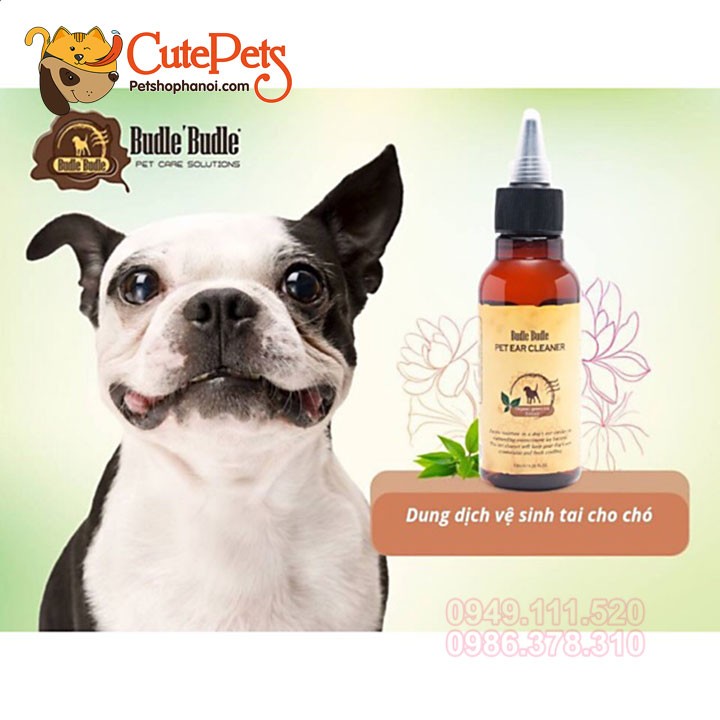 CutePets
Petshophanoi.com
Budle'Budle
Budle Budle
PET CARE SOLUTIONS
Budle Budle
PET EAR CLEANER
Dung dịch vệ sinh tai cho chó
0949.111.520
0986.378.310